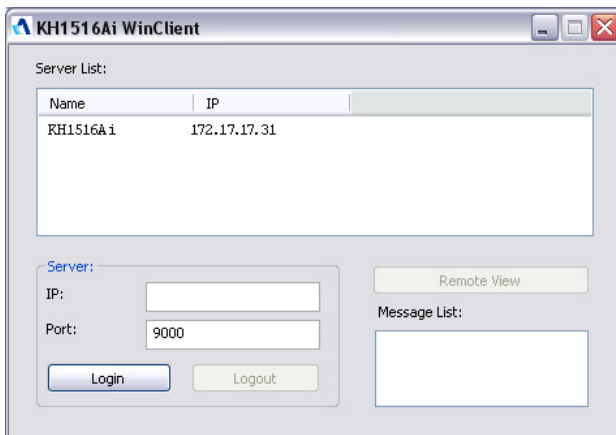 KH1516Ai WinClient
Server List:
Name IP
KH1516Ai 172.17.17.31
Server:
IP:
Port: 9000
Login Logout
Remote View
Message List: